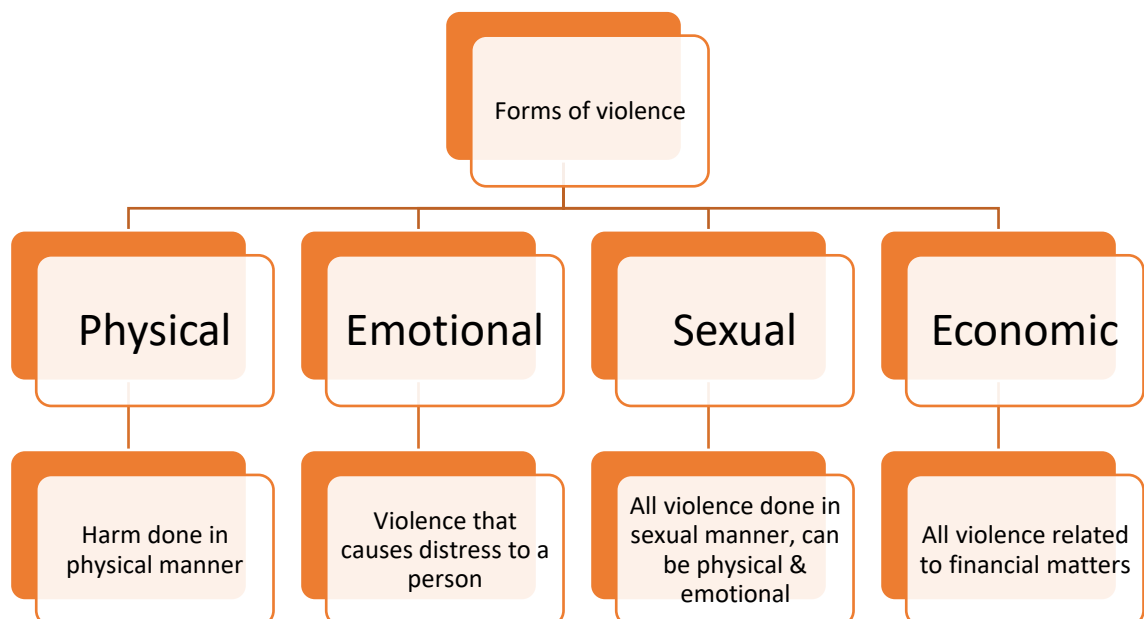 Forms of violence
Physical
Emotional
Sexual
Economic
Harm done in
physical manner
Violence that
causes distress to a
person
All violence done in
sexual manner, can
be physical &
emotional
All violence related
to financial matters